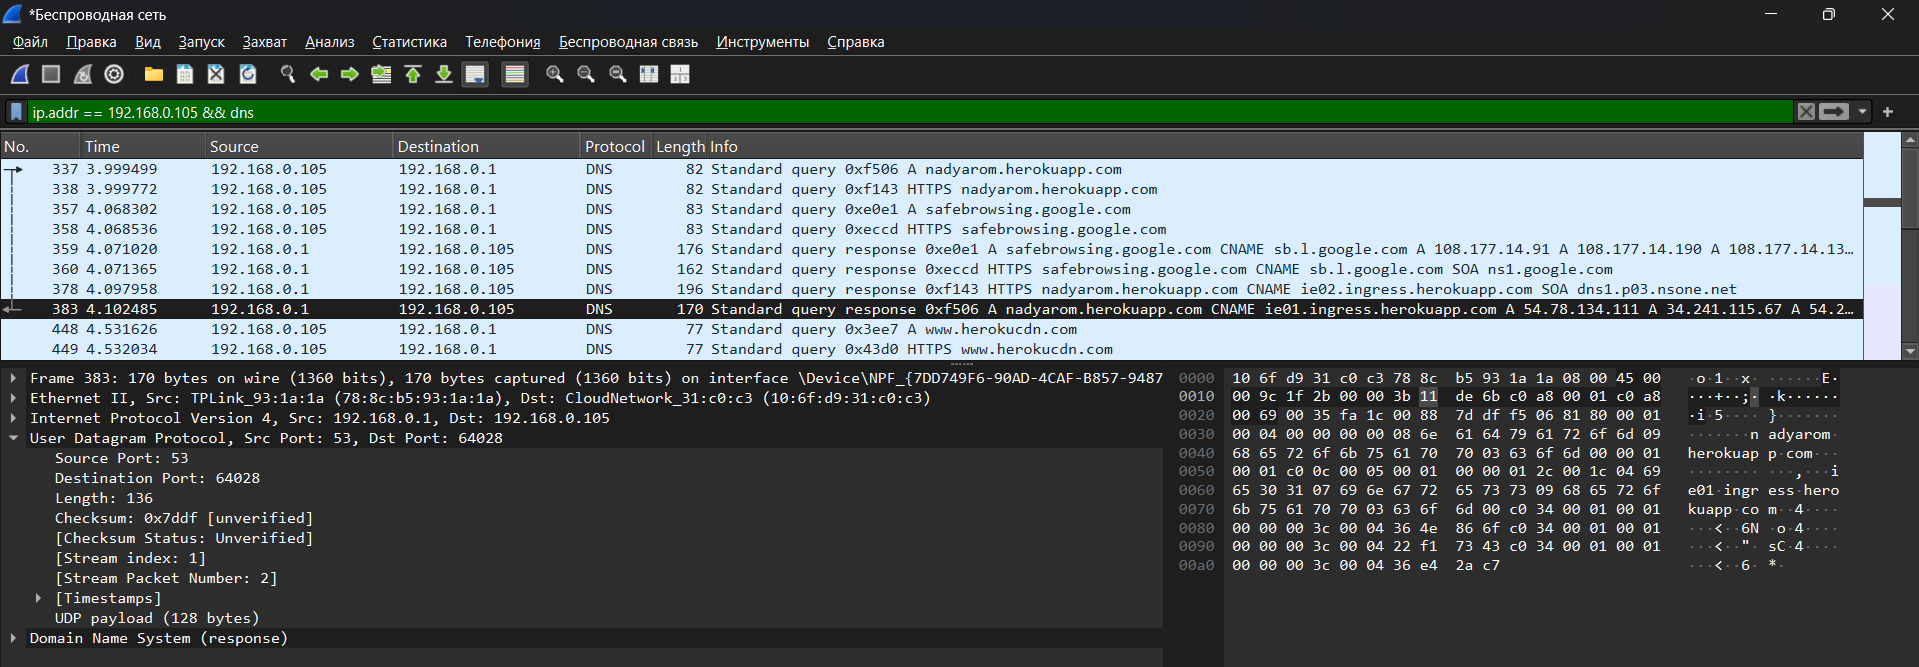 *Беспроводная сеть
Файл Правка Вид Запуск Захват Анализ Статистика Телефония Беспроводная связь Инструменты Справка
ip.addr == 192.168.0.105 && dns
No. Time Source Destination Protocol Length Info
337 3.999499 192.168.0.105 192.168.0.1 DNS 82 Standard query 0xf506 A nadyarom.herokuapp.com
338 3.999772 192.168.0.105 192.168.0.1 DNS 82 Standard query 0xf143 HTTPS nadyarom.herokuapp.com
357 4.068302 192.168.0.105 192.168.0.1 DNS 83 Standard query 0xe0e1 A safebrowsing.google.com
358 4.068536 192.168.0.105 192.168.0.1 DNS 83 Standard query 0xeccd HTTPS safebrowsing.google.com
359 4.071020 192.168.0.1 192.168.0.105 DNS 176 Standard query response 0xe0e1 A safebrowsing.google.com CNAME sb.l.google.com A 108.177.14.91 A 108.177.14.190 A 108.177.14.13…
360 4.071365 192.168.0.1 192.168.0.105 DNS 162 Standard query response 0xeccd HTTPS safebrowsing.google.com CNAME sb.l.google.com SOA ns1.google.com
378 4.097958 192.168.0.1 192.168.0.105 DNS 196 Standard query response 0xf143 HTTPS nadyarom.herokuapp.com CNAME ie02.ingress.herokuapp.com SOA dns1.p03.nsone.net
383 4.102485 192.168.0.1 192.168.0.105 DNS 170 Standard query response 0xf506 A nadyarom.herokuapp.com CNAME ie01.ingress.herokuapp.com A 54.78.134.111 A 34.241.115.67 A 54.2…
448 4.531626 192.168.0.105 192.168.0.1 DNS 77 Standard query 0x3ee7 A www.herokucdn.com
449 4.532034 192.168.0.105 192.168.0.1 DNS 77 Standard query 0x43d0 HTTPS www.herokucdn.com
Frame 383: 170 bytes on wire (1360 bits), 170 bytes captured (1360 bits) on interface \Device\NPF_{7DD749F6-90AD-4CAF-B857-9487
Ethernet II, Src: TPLink_93:1a:1a (78:8c:b5:93:1a:1a), Dst: CloudNetwork_31:c0:c3 (10:6f:d9:31:c0:c3)
Internet Protocol Version 4, Src: 192.168.0.1, Dst: 192.168.0.105
User Datagram Protocol, Src Port: 53, Dst Port: 64028
Source Port: 53
Destination Port: 64028
Length: 136
Checksum: 0x7ddf [unverified]
[Checksum Status: Unverified]
[Stream index: 1]
[Stream Packet Number: 2]
[Timestamps]
UDP payload (128 bytes)
Domain Name System (response)
0000 10 6f d9 31 c0 c3 78 8c b5 93 1a 1a 08 00 45 00 ·o·1··x· ······E·
0010 00 9c 1f 2b 00 00 3b 11 de 6b c0 a8 00 01 c0 a8 ···+··;· ·k······
0020 00 69 00 35 fa 1c 00 88 7d df f5 06 81 80 00 01 ·i·5···· }·······
0030 00 04 00 00 00 00 08 6e 61 64 79 61 72 6f 6d 09 ·······n adyarom·
0040 68 65 72 6f 6b 75 61 70 70 03 63 6f 6d 00 00 01 herokuap p·com···
0050 00 01 c0 0c 00 05 00 01 00 00 01 2c 00 1c 04 69 ········ ···,···i
0060 65 30 31 07 69 6e 67 72 65 73 73 09 68 65 72 6f e01·ingr ess·hero
0070 6b 75 61 70 70 03 63 6f 6d 00 c0 34 00 01 00 01 kuapp·co m··4····
0080 00 00 00 3c 00 04 36 4e 86 6f c0 34 00 01 00 01 ···<··6N ·o·4····
0090 00 00 00 3c 00 04 22 f1 73 43 c0 34 00 01 00 01 ···<··"· sC·4····
00a0 00 00 00 3c 00 04 36 e4 2a c7 ···<··6· *·